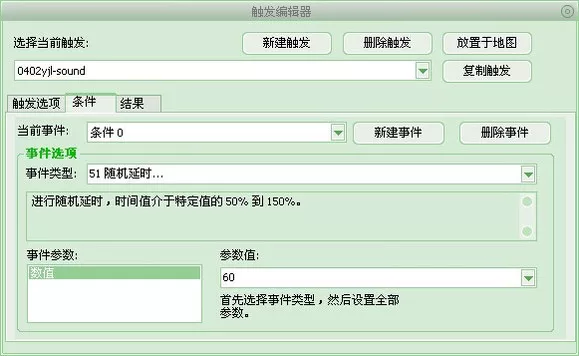 触发编辑器
选择当前触发:
新建触发
删除触发
放置于地图
0402yjl-sound
复制触发
触发选项
条件
结果
当前事件:
条件 0
新建事件
删除事件
事件选项
事件类型:
51 随机延时...
进行随机延时，时间值介于特定值的 50% 到 150%。
事件参数:
参数值:
数值
60
首先选择事件类型，然后设置全部
参数。